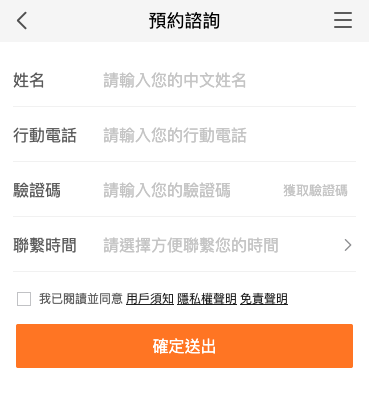 預約諮詢
姓名 請輸入您的中文姓名
行動電話 請輸入您的行動電話
驗證碼 請輸入您的驗證碼 獲取驗證碼
聯繫時間 請選擇方便聯繫您的時間
我已閱讀並同意 用戶須知 隱私權聲明 免責聲明
確定送出